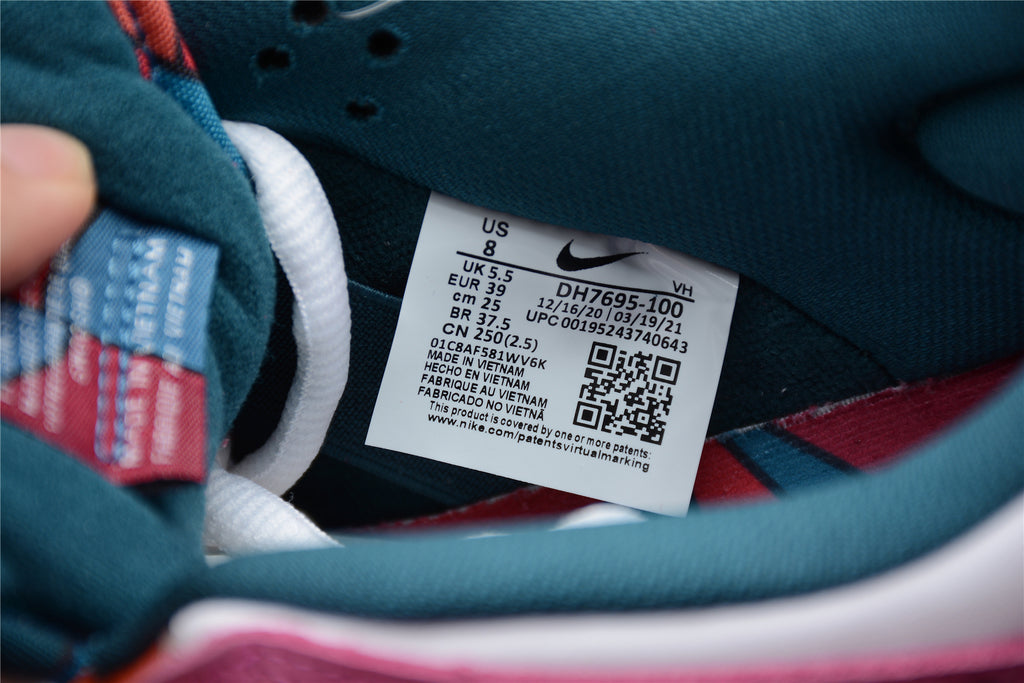 US
8
VH
UK 5.5
EUR 39
cm 25
BR 37.5
CN 250(2.5)
DH7695-100
12/16/20 | 03/19/21
UPC00195243740643
01C8AF581WV6K
MADE IN VIETNAM
HECHO EN VIETNAM
FABRIQUE AU VIETNAM
FABRICADO NO VIETNÃ
This product is covered by one or more patents:
www.nike.com/patentsvirtualmarking
VIETNAM